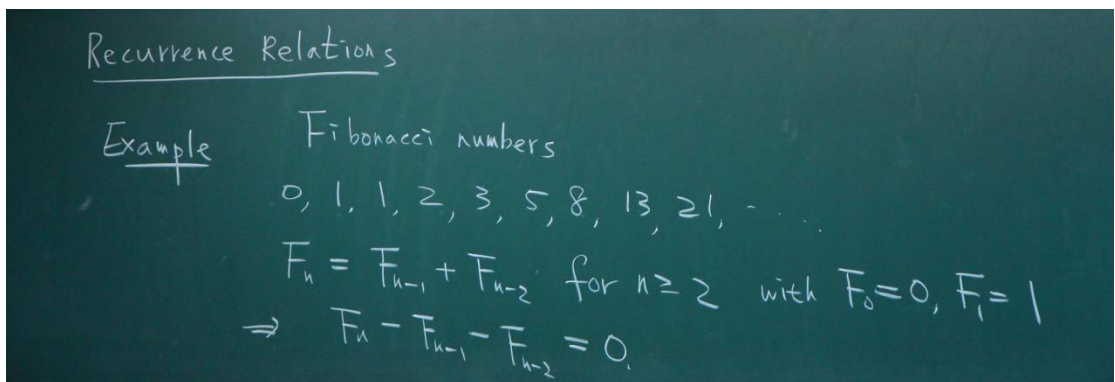 Recurrence Relations
Example Fibonacci numbers
0, 1, 1, 2, 3, 5, 8, 13, 21, .....
Fₙ = Fₙ₋₁ + Fₙ₋₂ for n ≥ 2 with F₀ = 0, F₁ = 1
⇒ Fₙ - Fₙ₋₁ - Fₙ₋₂ = 0.